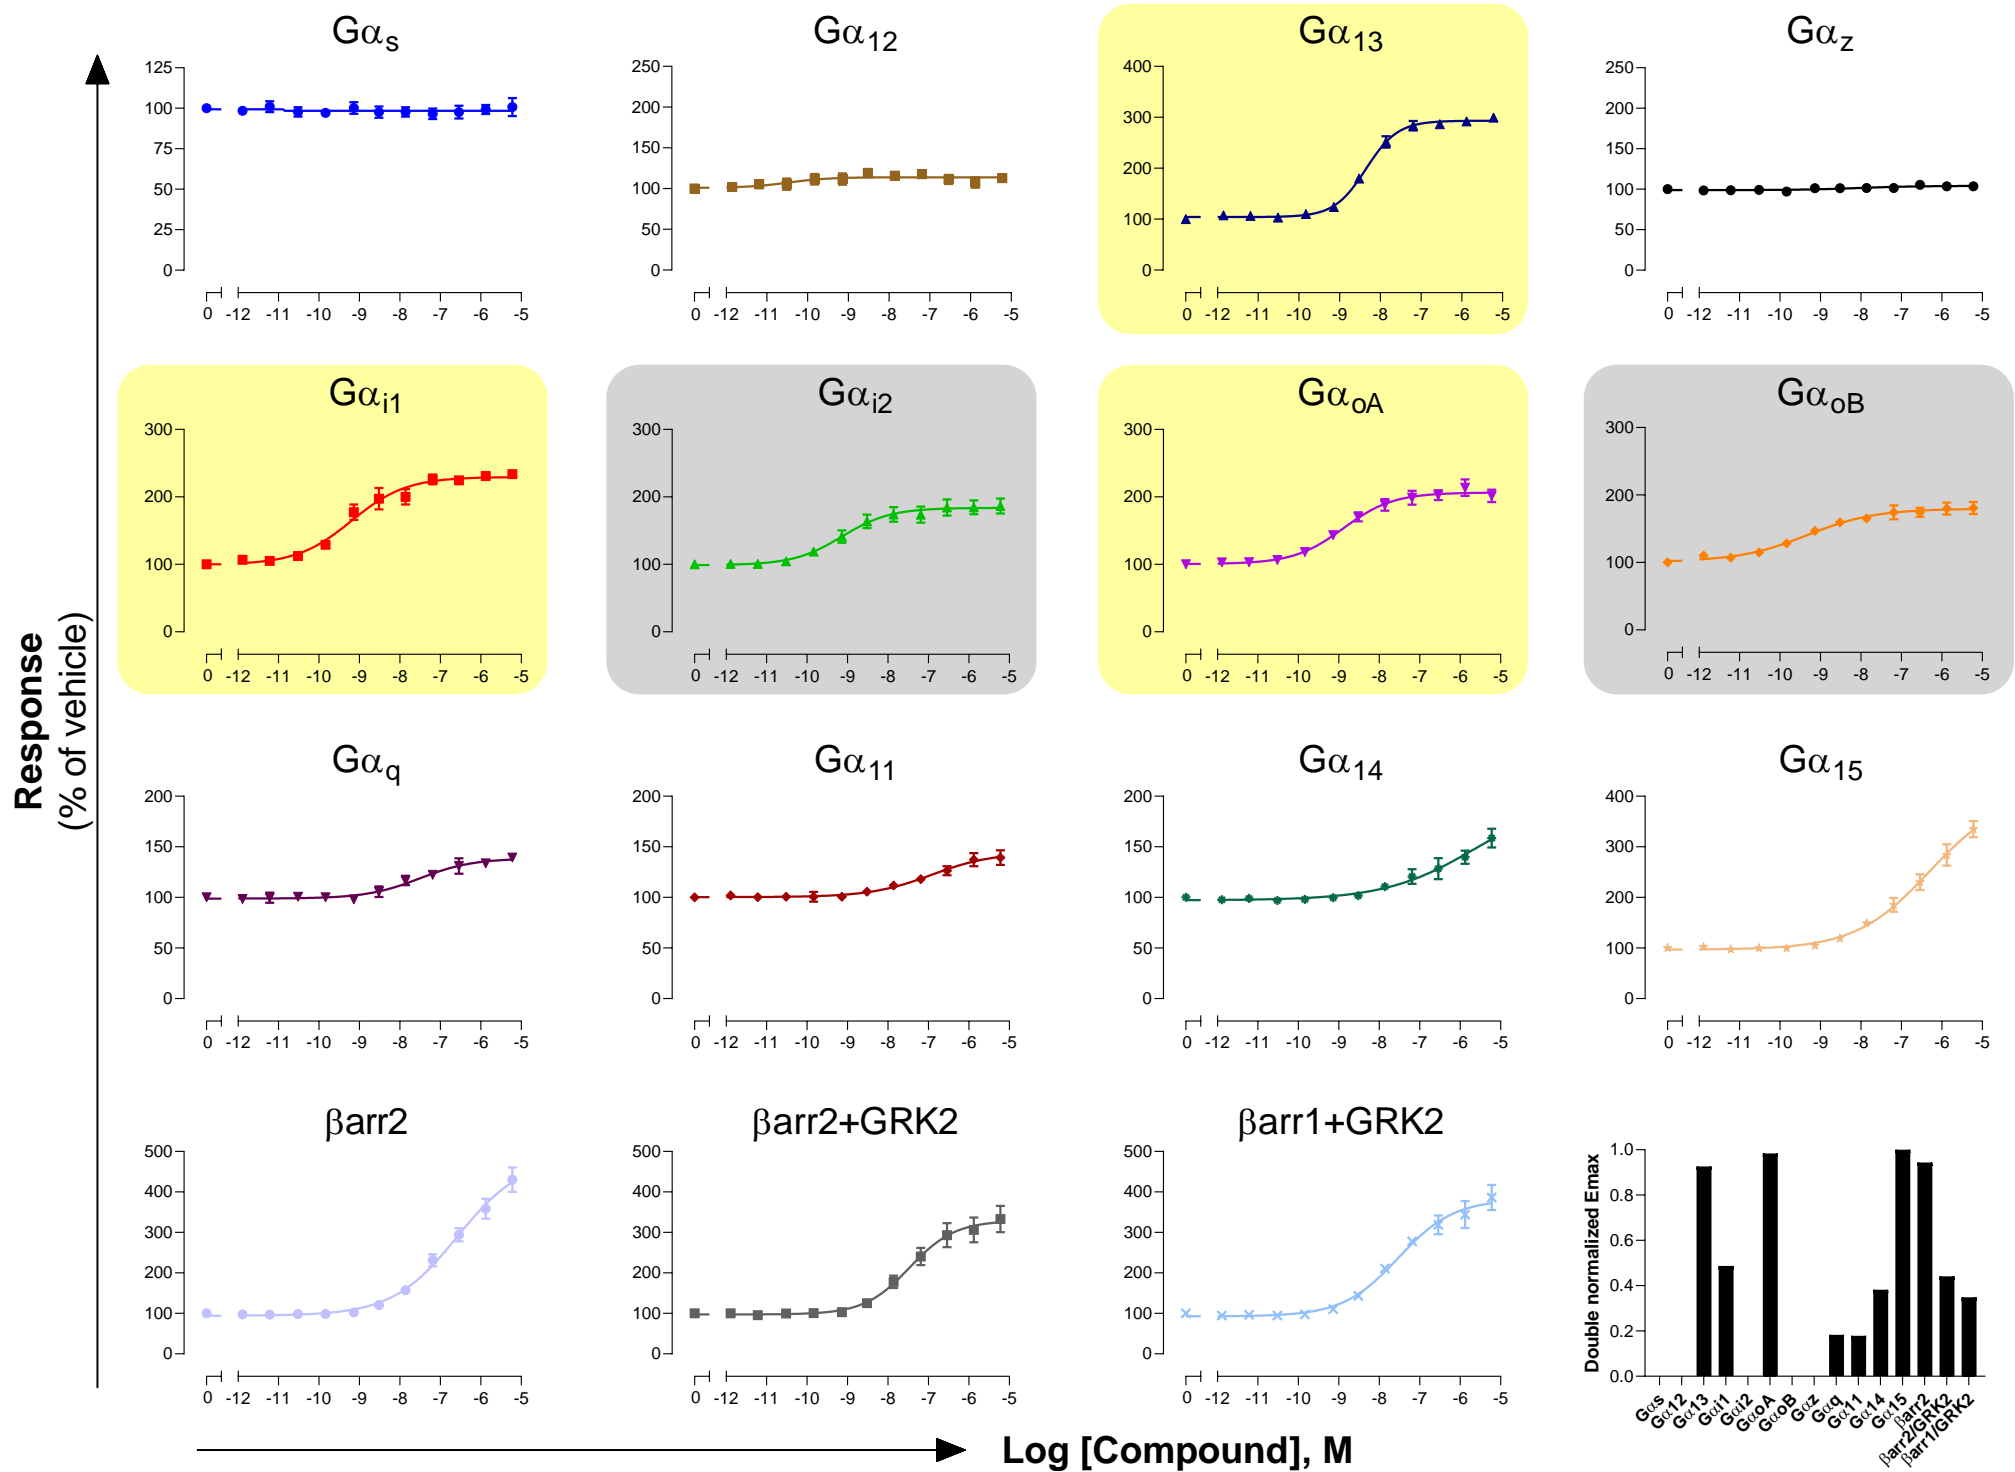 Response
(% of vehicle)
Gαs
125
100
75
50
25
0
0 -12 -11 -10 -9 -8 -7 -6 -5
Gα12
250
200
150
100
50
0
0 -12 -11 -10 -9 -8 -7 -6 -5
Gα13
400
300
200
100
0
0 -12 -11 -10 -9 -8 -7 -6 -5
Gαz
250
200
150
100
50
0
0 -12 -11 -10 -9 -8 -7 -6 -5
Gαi1
300
200
100
0
0 -12 -11 -10 -9 -8 -7 -6 -5
Gαi2
300
200
100
0
0 -12 -11 -10 -9 -8 -7 -6 -5
GαoA
300
200
100
0
0 -12 -11 -10 -9 -8 -7 -6 -5
GαoB
300
200
100
0
0 -12 -11 -10 -9 -8 -7 -6 -5
Gαq
200
150
100
50
0
0 -12 -11 -10 -9 -8 -7 -6 -5
Gα11
200
150
100
50
0
0 -12 -11 -10 -9 -8 -7 -6 -5
Gα14
200
150
100
50
0
0 -12 -11 -10 -9 -8 -7 -6 -5
Gα15
400
300
200
100
0
0 -12 -11 -10 -9 -8 -7 -6 -5
βarr2
500
400
300
200
100
0
0 -12 -11 -10 -9 -8 -7 -6 -5
βarr2+GRK2
500
400
300
200
100
0
0 -12 -11 -10 -9 -8 -7 -6 -5
βarr1+GRK2
500
400
300
200
100
0
0 -12 -11 -10 -9 -8 -7 -6 -5
Double normalized Emax
1.0
0.8
0.6
0.4
0.2
0.0
Gαs
Gα12
Gα13
Gαi1
Gαi2
GαoA
GαoB
Gαz
Gαq
Gα11
Gα14
Gα15
βarr2
βarr2/GRK2
βarr1/GRK2
Log [Compound], M